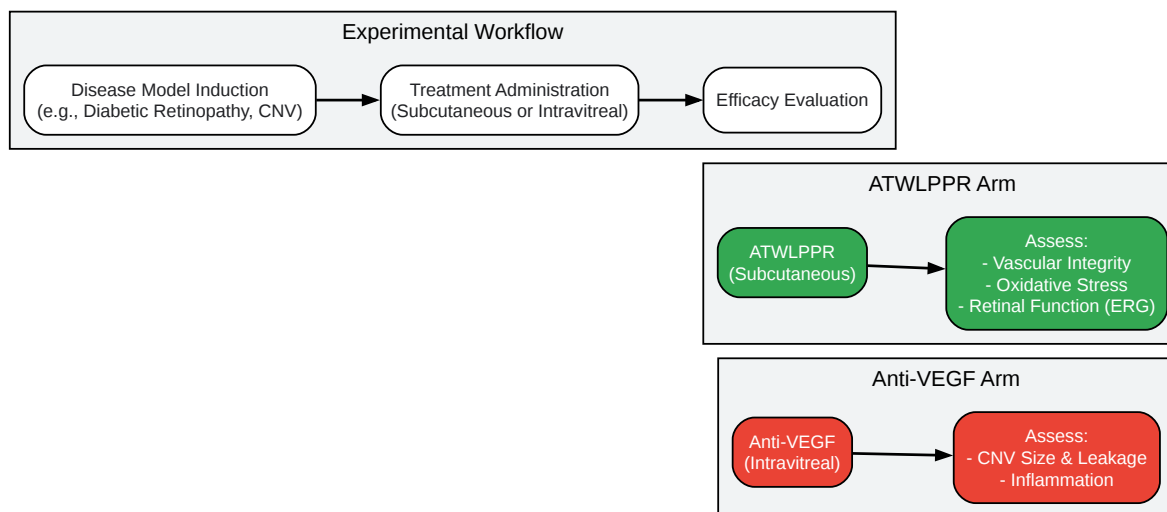 Experimental Workflow
Disease Model Induction
(e.g., Diabetic Retinopathy, CNV)
Treatment Administration
(Subcutaneous or Intravitreal)
Efficacy Evaluation
ATWLPPR Arm
ATWLPPR
(Subcutaneous)
Assess:
- Vascular Integrity
- Oxidative Stress
- Retinal Function (ERG)
Anti-VEGF Arm
Anti-VEGF
(Intravitreal)
Assess:
- CNV Size & Leakage
- Inflammation